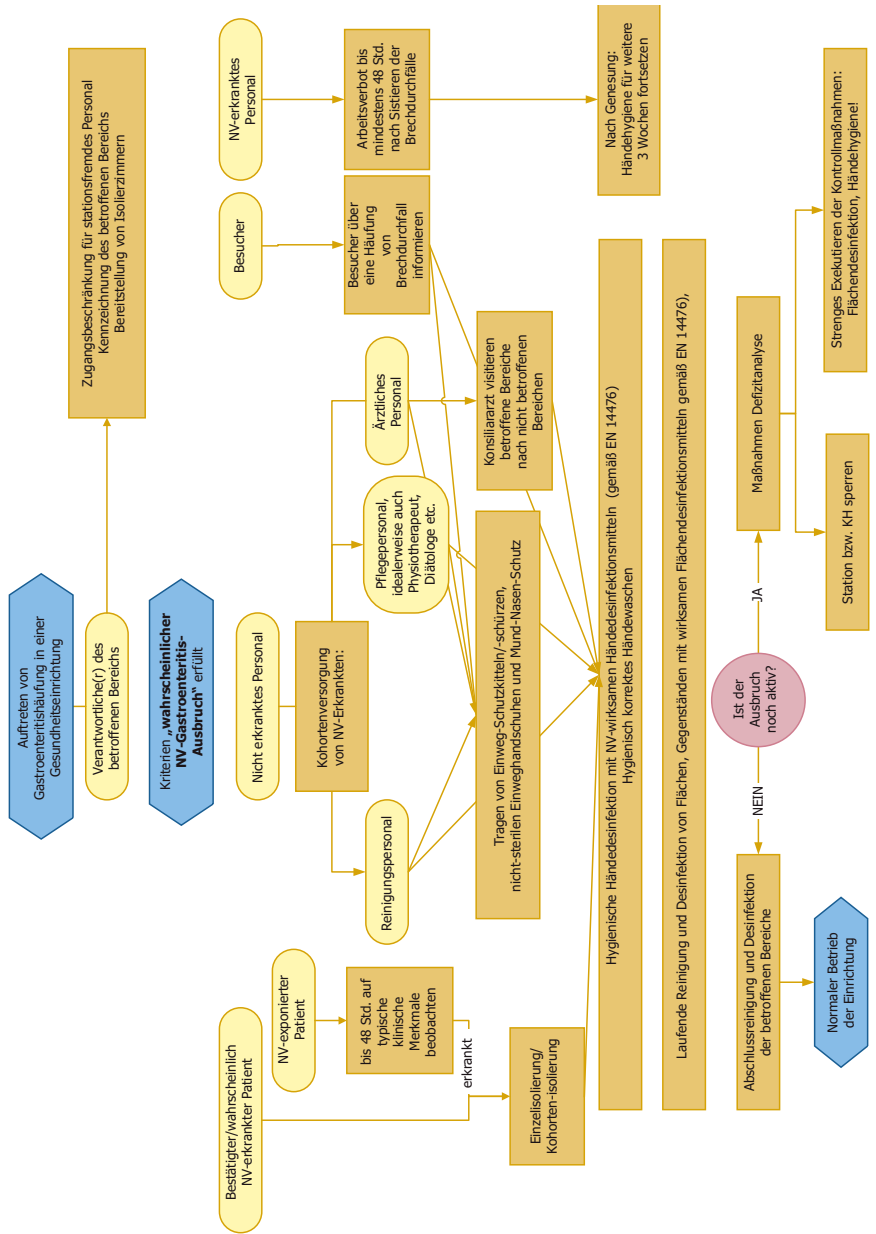 Auftreten von
Gastroenteritishäufung in einer
Gesundheitseinrichtung
Verantwortliche(r) des
betroffenen Bereichs
Zugangsbeschränkung für stationsfremdes Personal
Kennzeichnung des betroffenen Bereichs
Bereitstellung von Isolierzimmern
Kriterien „wahrscheinlicher
NV-Gastroenteritis-
Ausbruch“ erfüllt
Bestätigter/wahrscheinlich
NV-erkrankter Patient
NV-exponierter
Patient
Nicht erkranktes Personal
Besucher
NV-erkranktes
Personal
bis 48 Std. auf
typische
klinische
Merkmale
beobachten
erkrankt
Einzelisolierung/
Kohorten-isolierung
Kohortenversorgung
von NV-Erkrankten:
Reinigungspersonal
Pflegepersonal,
idealerweise auch
Physiotherapeut,
Diätologe etc.
Ärztliches
Personal
Besucher über
eine Häufung
von
Brechdurchfall
informieren
Arbeitsverbot bis
mindestens 48 Std.
nach Sistieren der
Brechdurchfälle
Tragen von Einweg-Schutzkitteln/-schürzen,
nicht-sterilen Einweghandschuhen und Mund-Nasen-Schutz
Konsiliararzt visitieren
betroffene Bereiche
nach nicht betroffenen
Bereichen
Nach Genesung:
Händehygiene für weitere
3 Wochen fortsetzen
Hygienische Händedesinfektion mit NV-wirksamen Händedesinfektionsmitteln (gemäß EN 14476)
Hygienisch korrektes Händewaschen
Laufende Reinigung und Desinfektion von Flächen, Gegenständen mit wirksamen Flächendesinfektionsmitteln gemäß EN 14476),
Ist der
Ausbruch
noch aktiv?
NEIN
JA
Abschlussreinigung und Desinfektion
der betroffenen Bereiche
Maßnahmen Defizitanalyse
Normaler Betrieb
der Einrichtung
Station bzw. KH sperren
Strenges Exekutieren der Kontrollmaßnahmen:
Flächendesinfektion, Händehygiene!